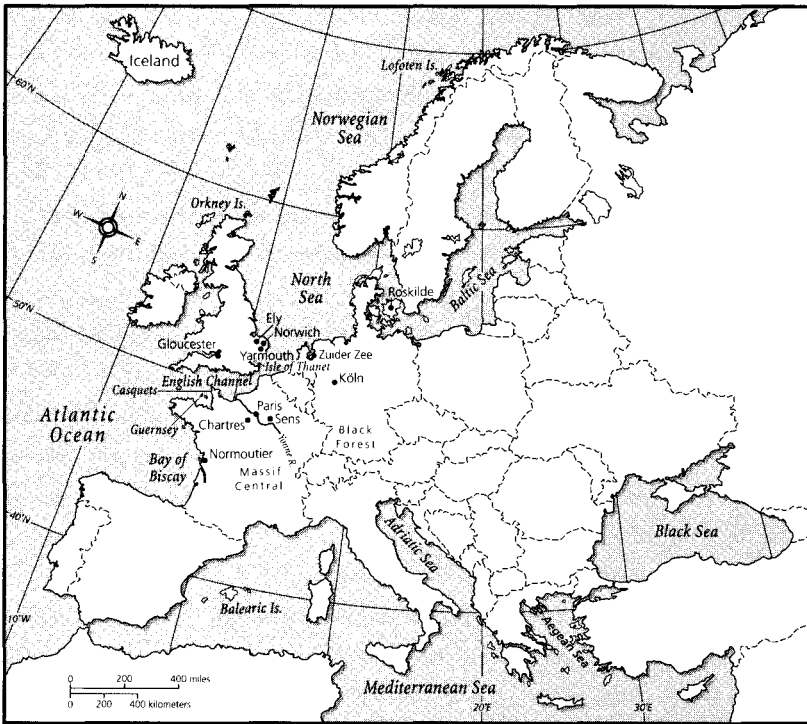 Iceland
Lofoten Is.
60°N
Norwegian
Sea
N
W
E
S
Orkney Is.
North
Sea
Roskilde
Baltic Sea
50°N
Ely
Norwich
Gloucester
Yarmouth
Zuider Zee
Isle of Thanet
English Channel
Köln
Casquets
Atlantic
Ocean
Paris
Sens
Chartres
Guernsey
Yonne R.
Black
Forest
Bay of
Biscay
Normoutier
Massif
Central
40°N
Adriatic
Sea
Black Sea
Balearic Is.
Aegean Sea
10°W
0 200 400 miles
0 200 400 kilometers
Mediterranean Sea
20°E
30°E